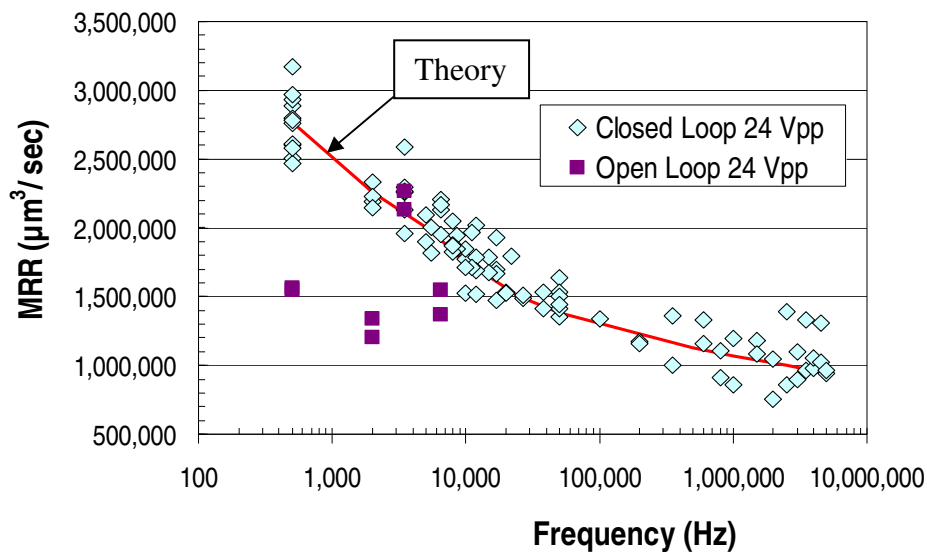 3,500,000
3,000,000
2,500,000
2,000,000
1,500,000
1,000,000
500,000
MRR (µm³/ sec)
Theory
Closed Loop 24 Vpp
Open Loop 24 Vpp
100 1,000 10,000 100,000 1,000,000 10,000,000
Frequency (Hz)